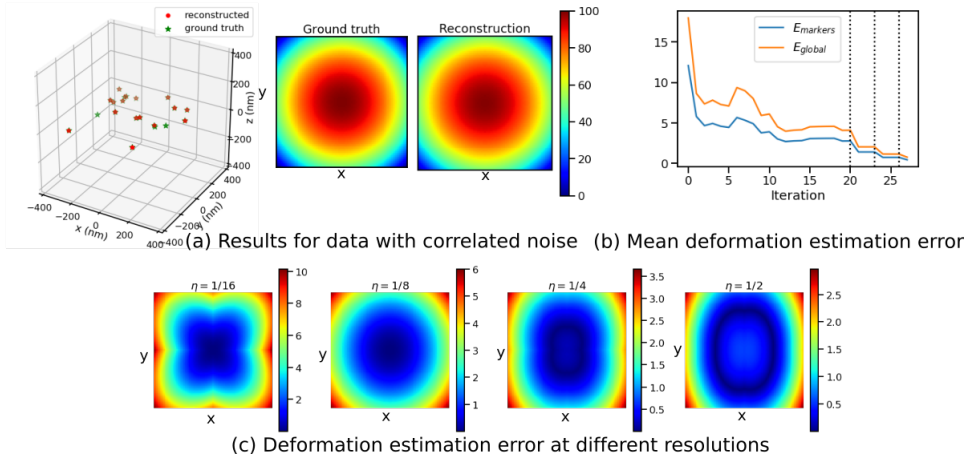 reconstructed
ground truth
400
200
0
−200
−400
z (nm)
−400
−200
0
200
400
x (nm)
−400
−200
0
200
400
y (nm)
Ground truth
Reconstruction
y
x
x
100
80
60
40
20
0
E_markers
E_global
15
10
5
0
0
5
10
15
20
25
Iteration
(a) Results for data with correlated noise
(b) Mean deformation estimation error
η = 1/16
y
x
10
8
6
4
2
η = 1/8
y
x
6
5
4
3
2
1
η = 1/4
y
x
3.5
3.0
2.5
2.0
1.5
1.0
0.5
η = 1/2
y
x
2.5
2.0
1.5
1.0
0.5
(c) Deformation estimation error at different resolutions